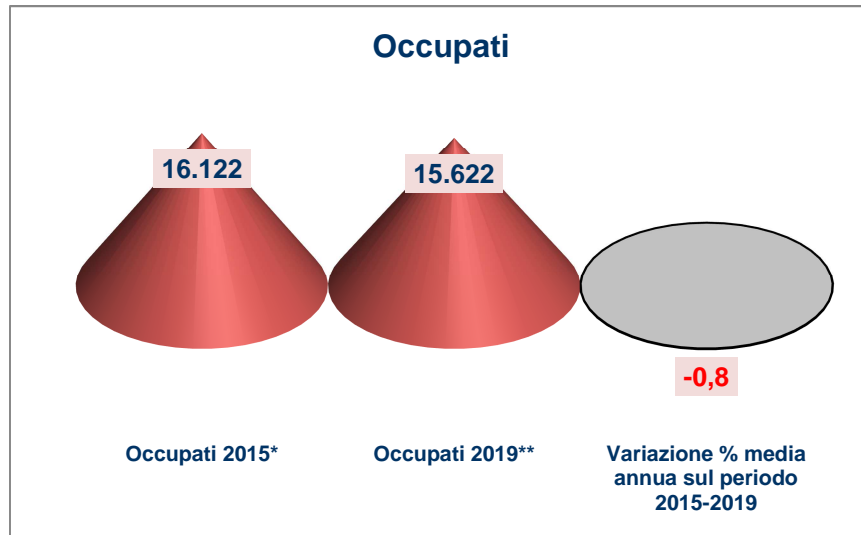 Occupati
16.122
15.622
-0,8
Occupati 2015*
Occupati 2019**
Variazione % media
annua sul periodo
2015-2019